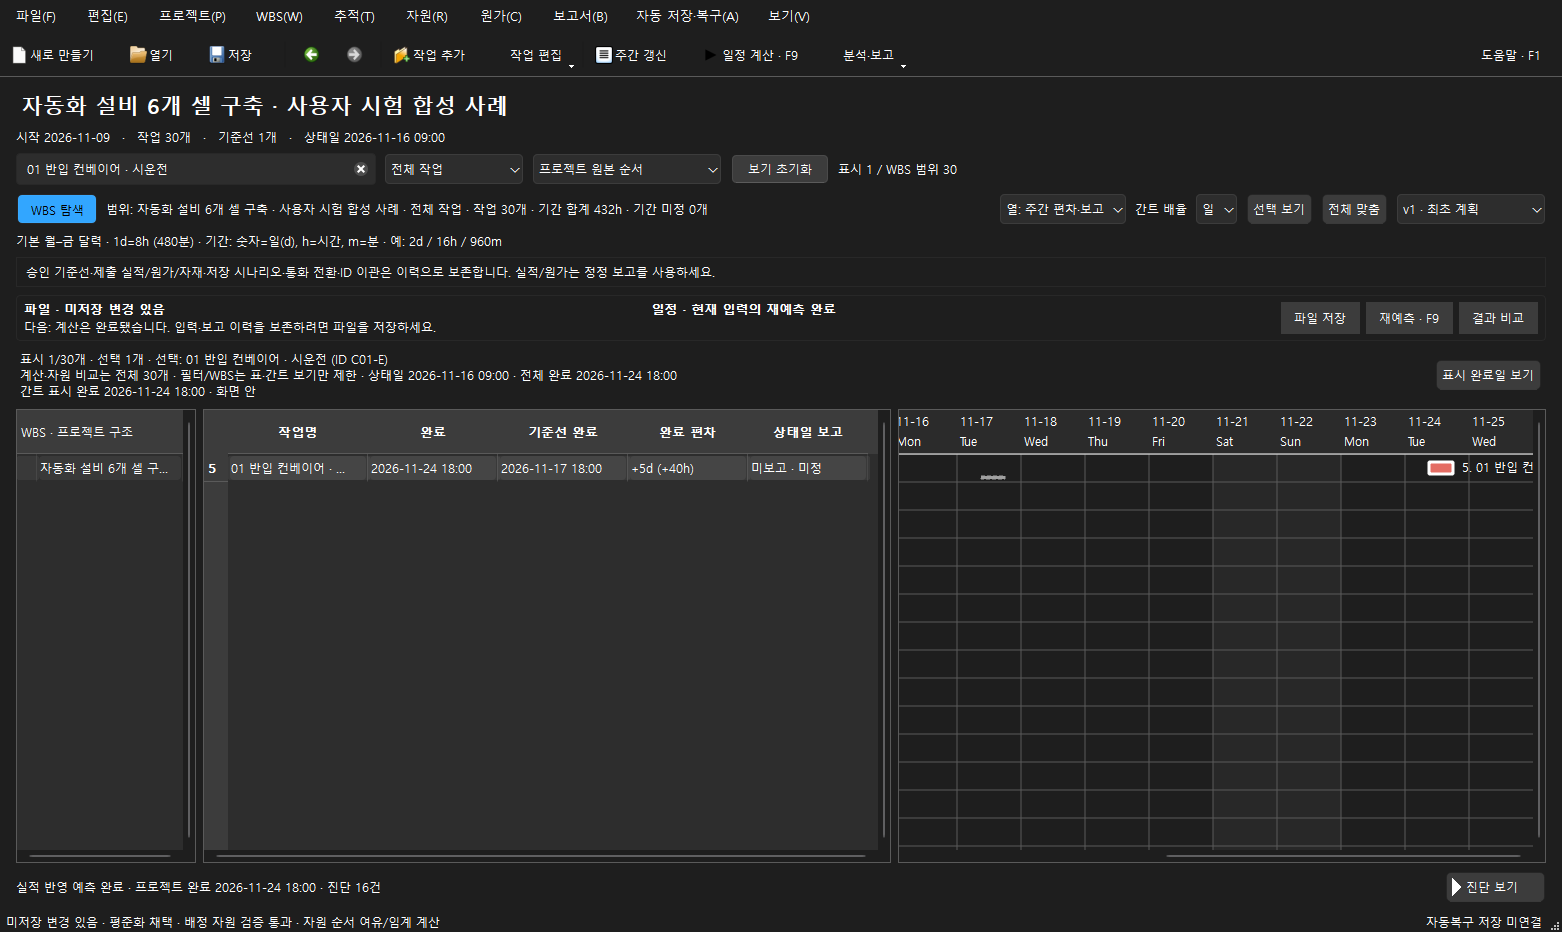 파일(F) 편집(E) 프로젝트(P) WBS(W) 추적(T) 자원(R) 원가(C) 보고서(B) 자동 저장·복구(A) 보기(V)
새로 만들기 열기 저장 작업 추가 작업 편집 주간 갱신 일정 계산 · F9 분석·보고 도움말 · F1
자동화 설비 6개 셀 구축 · 사용자 시험 합성 사례
시작 2026-11-09 · 작업 30개 · 기준선 1개 · 상태일 2026-11-16 09:00
01 반입 컨베이어 · 시운전 전체 작업 프로젝트 원본 순서 보기 초기화 표시 1 / WBS 범위 30
WBS 탐색 범위: 자동화 설비 6개 셀 구축 · 사용자 시험 합성 사례 · 전체 작업 · 작업 30개 · 기간 합계 432h · 기간 미정 0개 열: 주간 편차·보고 간트 배율 일 선택 보기 전체 맞춤 v1 · 최초 계획
기본 월–금 달력 · 1d=8h (480분) · 기간: 숫자=일(d), h=시간, m=분 · 예: 2d / 16h / 960m
승인 기준선·제출 실적/원가/자재·저장 시나리오·통화 전환·ID 이관은 이력으로 보존합니다. 실적/원가는 정정 보고를 사용하세요.
파일 · 미저장 변경 있음 일정 · 현재 입력의 재예측 완료
다음: 계산은 완료됐습니다. 입력·보고 이력을 보존하려면 파일을 저장하세요. 파일 저장 재예측 · F9 결과 비교
표시 1/30개 · 선택 1개 · 선택: 01 반입 컨베이어 · 시운전 (ID C01-E)
계산·자원 비교는 전체 30개 · 필터/WBS는 표·간트 보기만 제한 · 상태일 2026-11-16 09:00 · 전체 완료 2026-11-24 18:00 표시 완료일 보기
간트 표시 완료 2026-11-24 18:00 · 화면 안
WBS · 프로젝트 구조 작업명 완료 기준선 완료 완료 편차 상태일 보고
11-16 11-17 11-18 11-19 11-20 11-21 11-22 11-23 11-24 11-25
Mon Tue Wed Thu Fri Sat Sun Mon Tue Wed
자동화 설비 6개 셀 구... 5 01 반입 컨베이어 · ... 2026-11-24 18:00 2026-11-17 18:00 +5d (+40h) 미보고 · 미정 5. 01 반입 컨
실적 반영 예측 완료 · 프로젝트 완료 2026-11-24 18:00 · 진단 16건 진단 보기
미저장 변경 있음 · 평준화 채택 · 배정 자원 검증 통과 · 자원 순서 여유/임계 계산 자동복구 저장 미연결